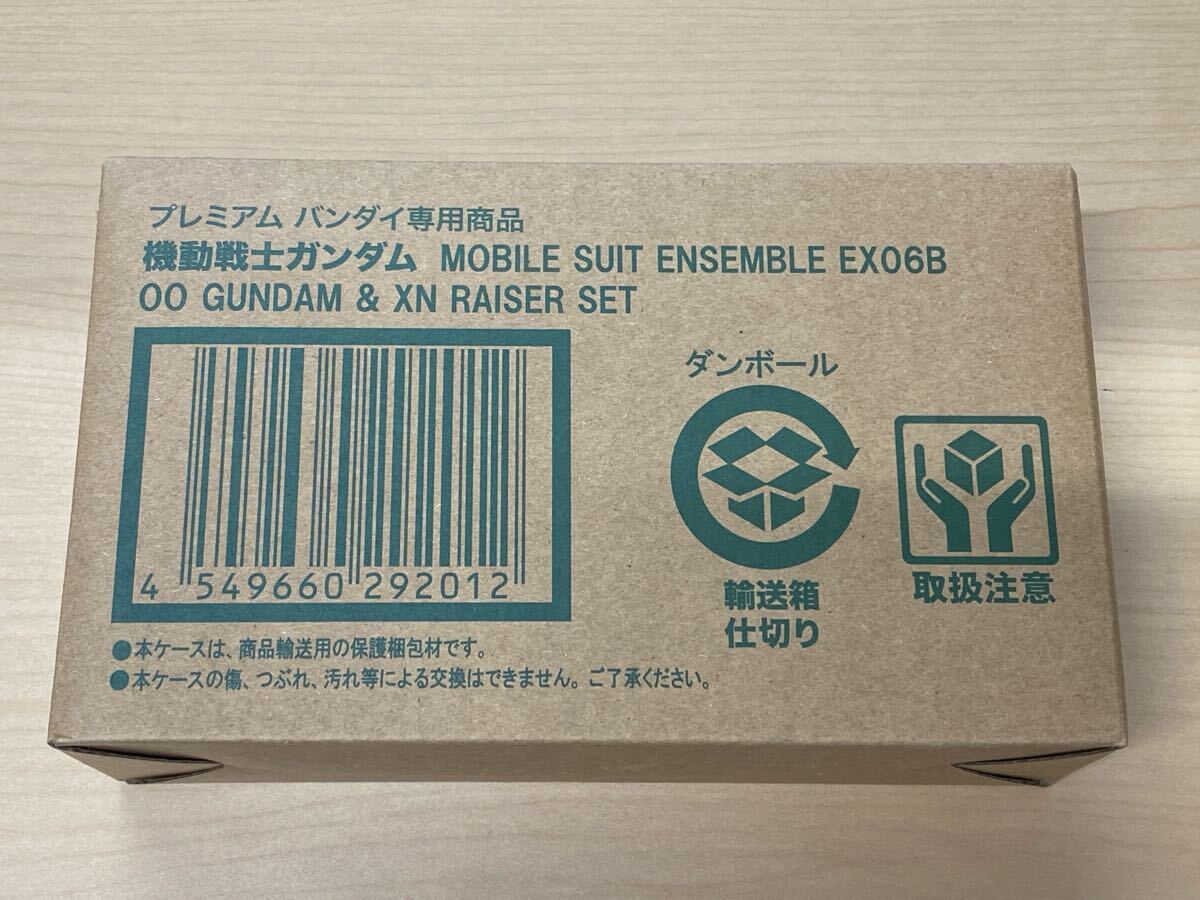 プレミアム バンダイ専用商品
機動戦士ガンダム MOBILE SUIT ENSEMBLE EX06B
OO GUNDAM & XN RAISER SET
4 549660 292012
ダンボール
輸送箱
仕切り
取扱注意
●本ケースは、商品輸送用の保護梱包材です。
●本ケースの傷、つぶれ、汚れ等による交換はできません。ご了承ください。